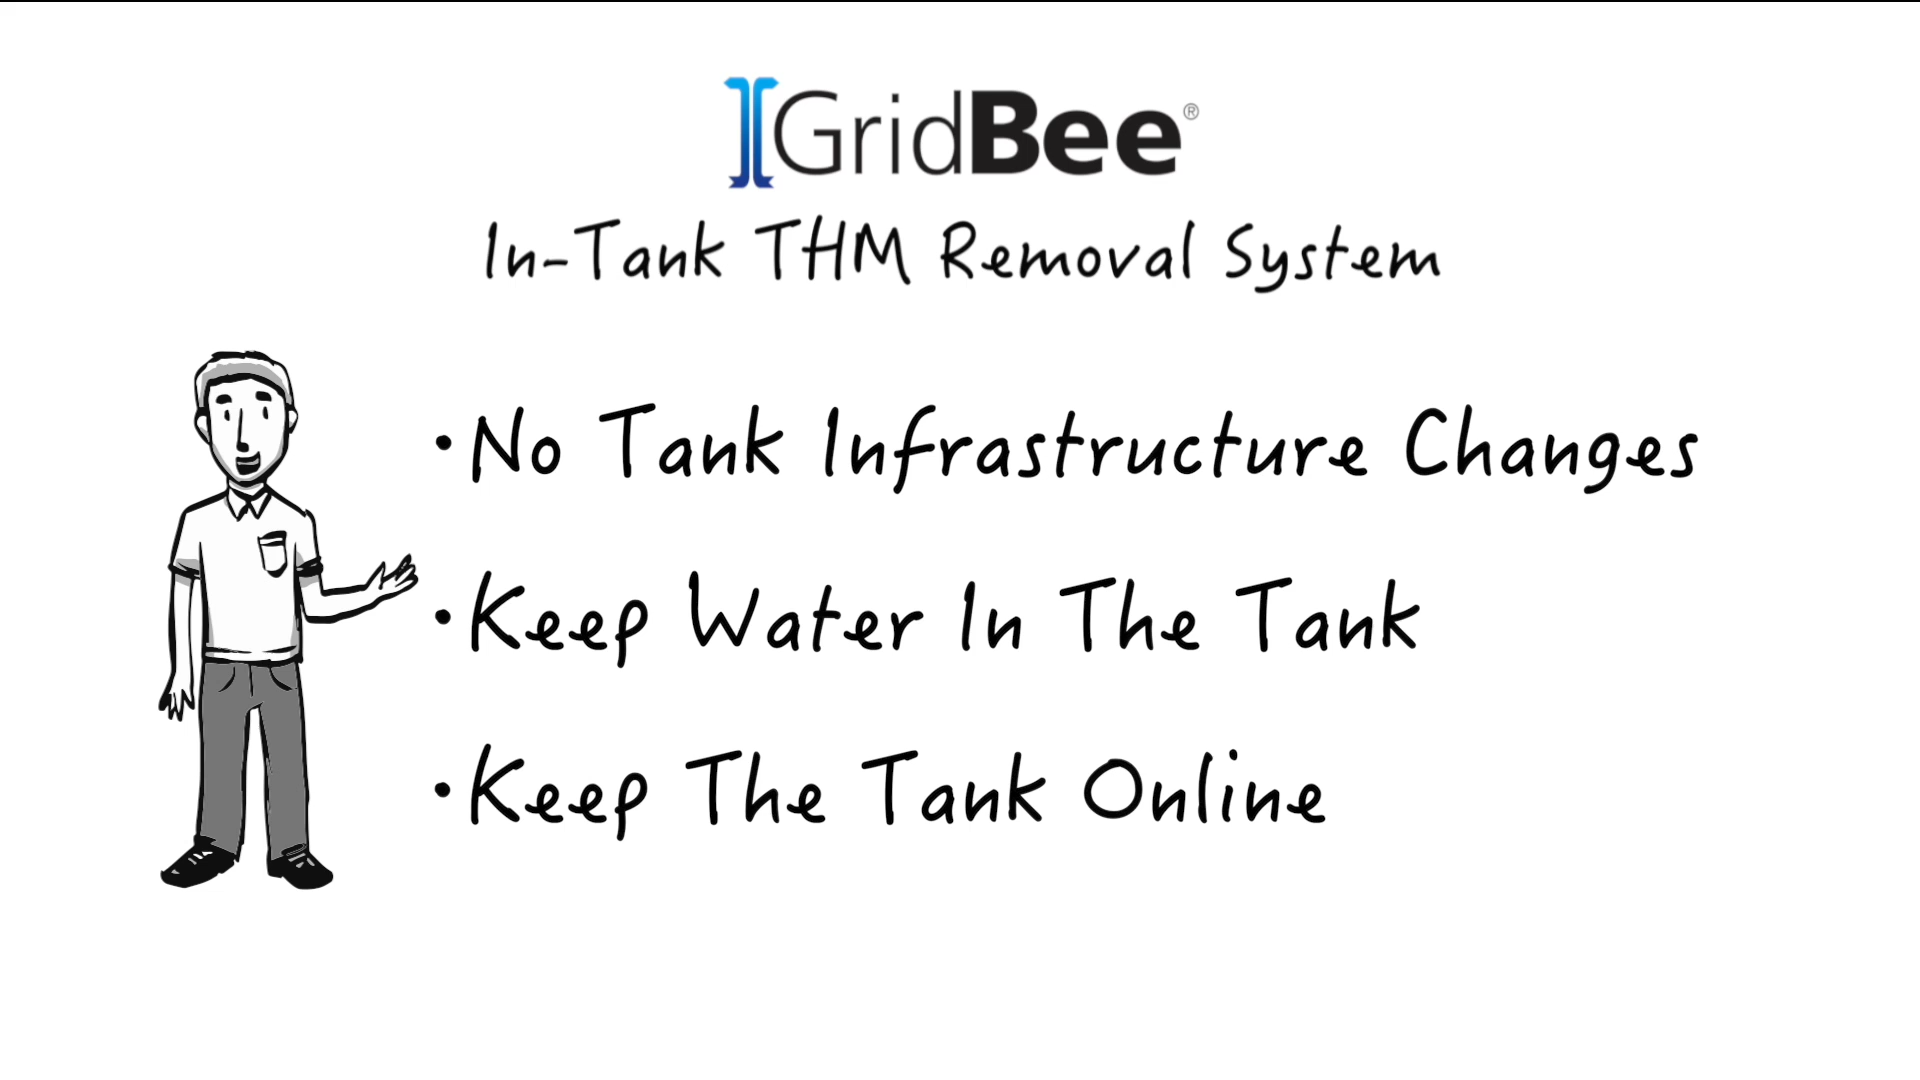 GridBee®
In-Tank THM Removal System
•No Tank Infrastructure Changes
•Keep Water In The Tank
•Keep The Tank Online